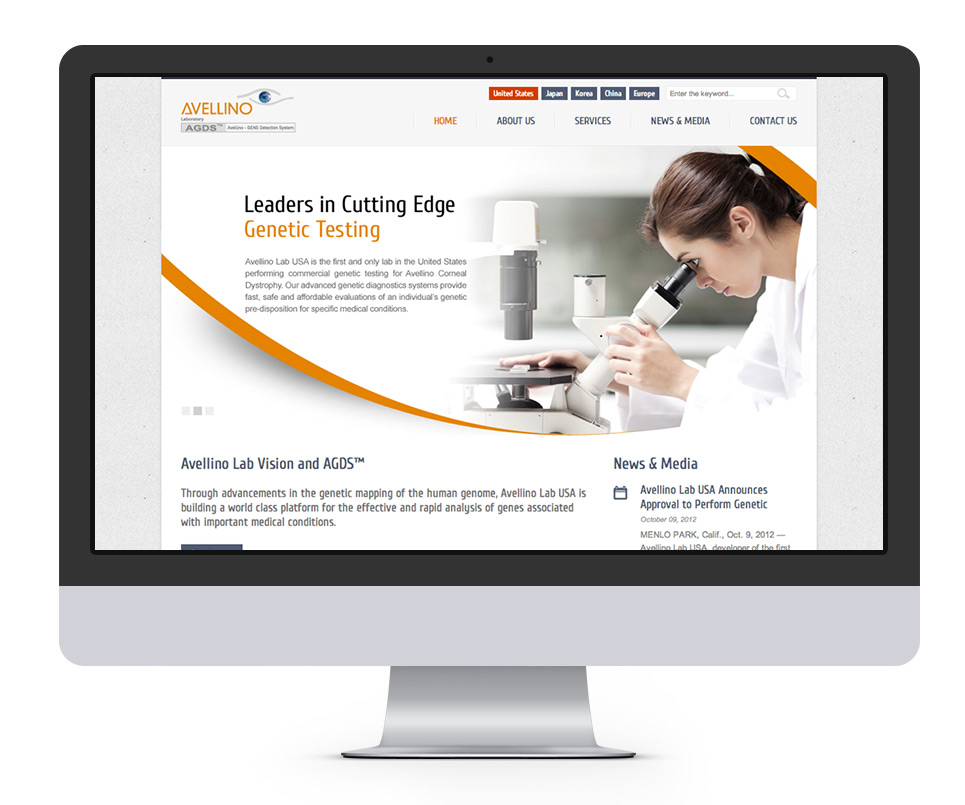 AVELLINO
Laboratory
AGDS™ Avellino - GENE Detection System
United States Japan Korea China Europe Enter the keyword...
HOME ABOUT US SERVICES NEWS & MEDIA CONTACT US
Leaders in Cutting Edge
Genetic Testing
Avellino Lab USA is the first and only lab in the United States
performing commercial genetic testing for Avellino Corneal
Dystrophy. Our advanced genetic diagnostics systems provide
fast, safe and affordable evaluations of an individual's genetic
pre-disposition for specific medical conditions.
Avellino Lab Vision and AGDS™
Through advancements in the genetic mapping of the human genome, Avellino Lab USA is
building a world class platform for the effective and rapid analysis of genes associated
with important medical conditions.
News & Media
Avellino Lab USA Announces
Approval to Perform Genetic
October 09, 2012
MENLO PARK, Calif., Oct. 9, 2012 —
Avellino Lab USA, developer of the first